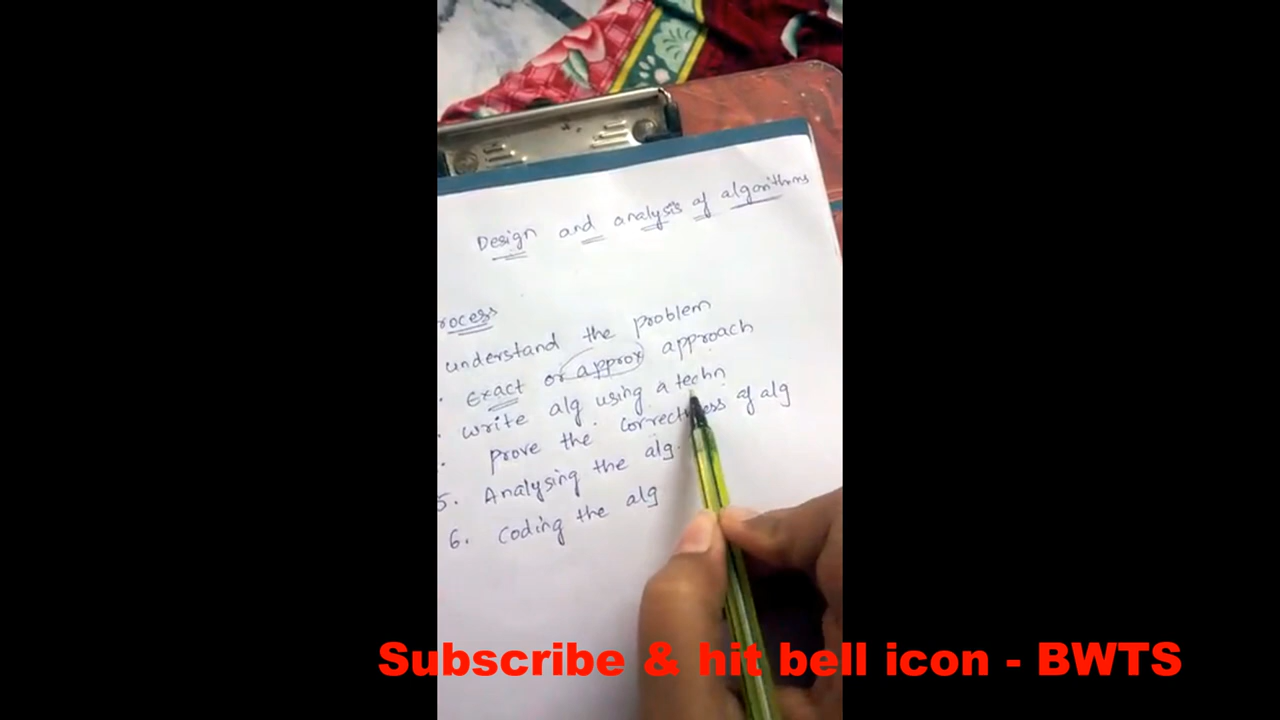 Design and analysis of algorithms
rocess
understand the problem
. Exact or approx approach
. write alg using a techn
. prove the correctness of alg
5. Analysing the alg.
6. Coding the alg
Subscribe & hit bell icon - BWTS